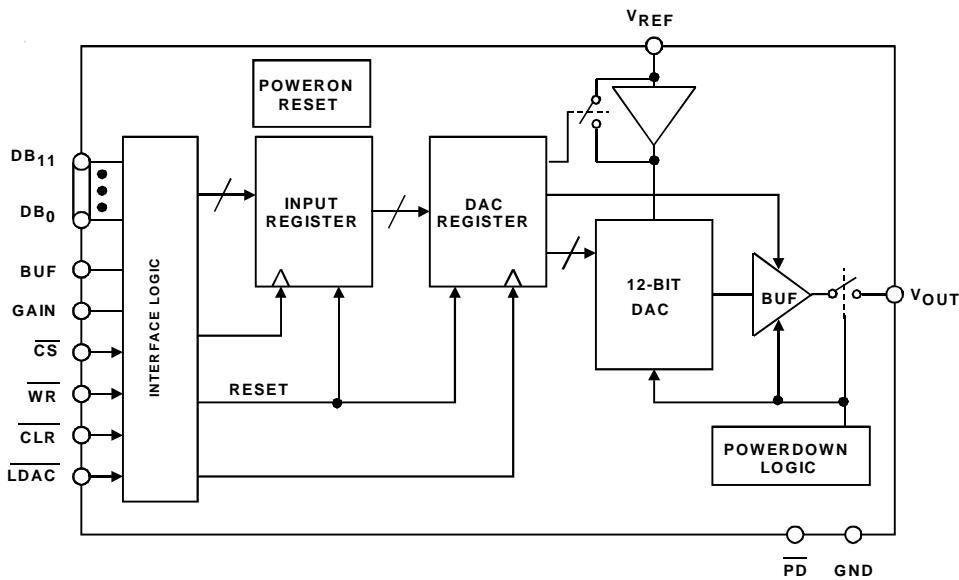 VREF
POWERON
RESET
DB11
DB0
BUF
GAIN
CS
WR
CLR
LDAC
INTERFACE LOGIC
INPUT
REGISTER
DAC
REGISTER
RESET
12-BIT
DAC
BUF
VOUT
POWERDOWN
LOGIC
PD
GND